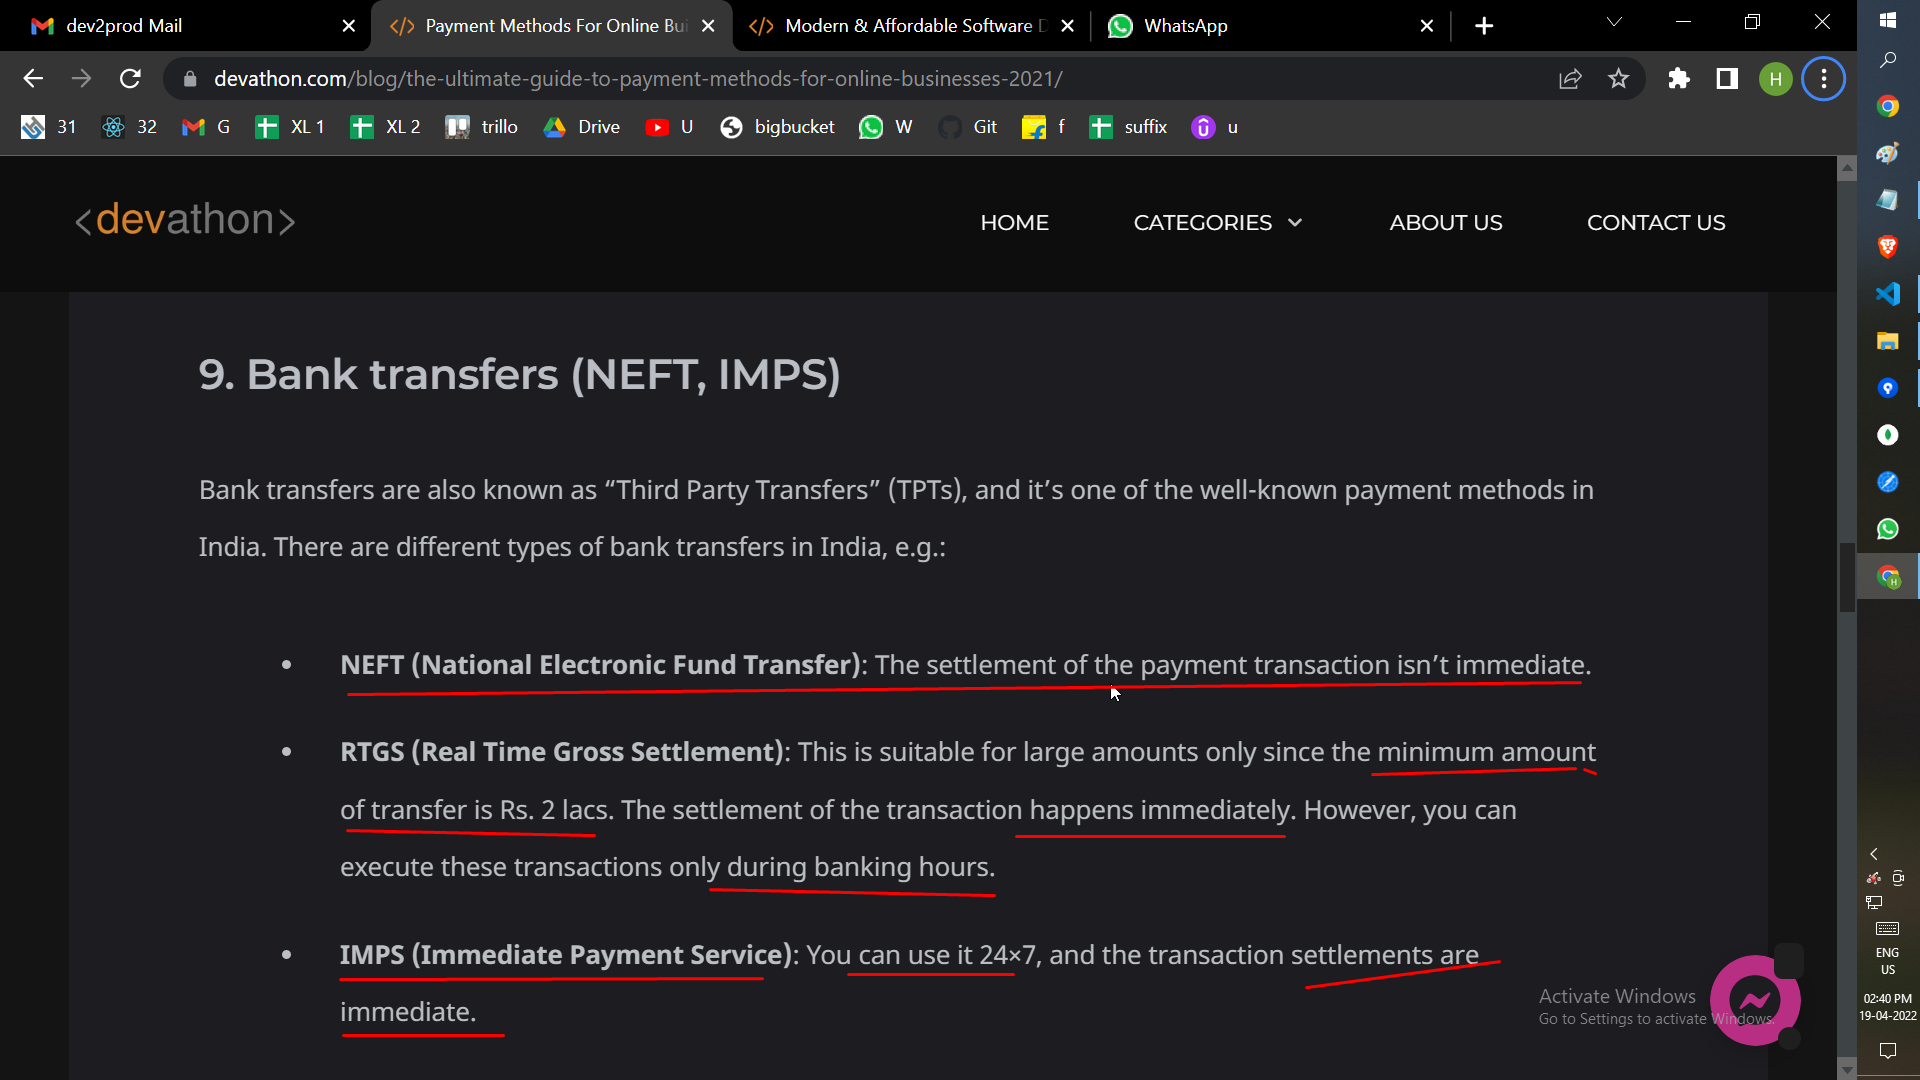 dev2prod Mail
Payment Methods For Online Bu
Modern & Affordable Software D
WhatsApp
devathon.com/blog/the-ultimate-guide-to-payment-methods-for-online-businesses-2021/
H
31
32
G
XL 1
XL 2
trillo
Drive
U
bigbucket
W
Git
f
suffix
u
<devathon>
HOME
CATEGORIES
ABOUT US
CONTACT US
9. Bank transfers (NEFT, IMPS)
Bank transfers are also known as “Third Party Transfers” (TPTs), and it’s one of the well-known payment methods in
India. There are different types of bank transfers in India, e.g.:
• NEFT (National Electronic Fund Transfer): The settlement of the payment transaction isn’t immediate.
• RTGS (Real Time Gross Settlement): This is suitable for large amounts only since the minimum amount
of transfer is Rs. 2 lacs. The settlement of the transaction happens immediately. However, you can
execute these transactions only during banking hours.
• IMPS (Immediate Payment Service): You can use it 24×7, and the transaction settlements are
immediate.
Activate Windows
Go to Settings to activate Windows.
ENG
US
02:40 PM
19-04-2022